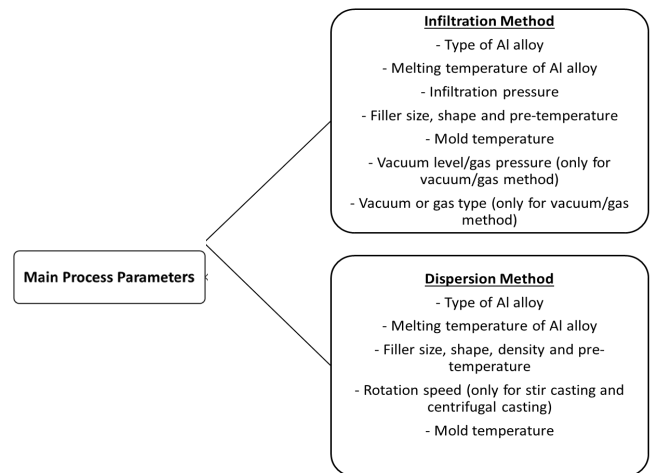 Infiltration Method
- Type of Al alloy
- Melting temperature of Al alloy
- Infiltration pressure
- Filler size, shape and pre-temperature
- Mold temperature
- Vacuum level/gas pressure (only for
vacuum/gas method)
- Vacuum or gas type (only for vacuum/gas
method)
Main Process Parameters
Dispersion Method
- Type of Al alloy
- Melting temperature of Al alloy
- Filler size, shape, density and pre-
temperature
- Rotation speed (only for stir casting and
centrifugal casting)
- Mold temperature